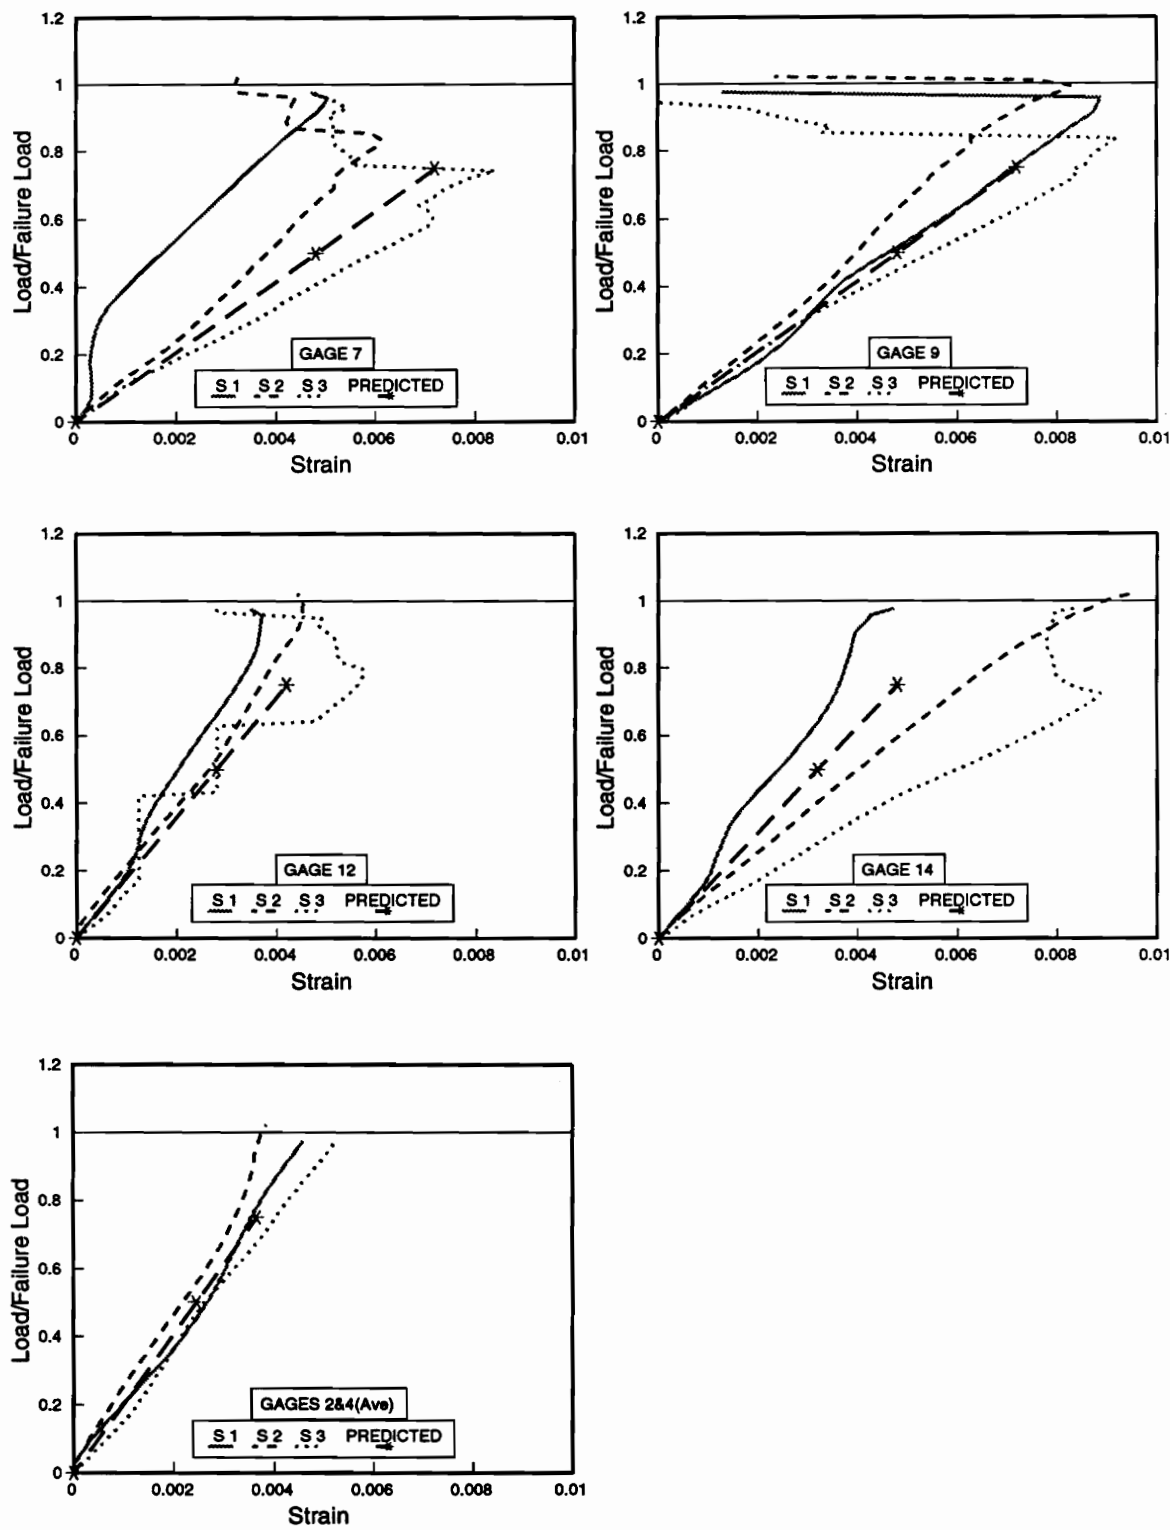 1.2
1
0.8
0.6
0.4
0.2
0
Load/Failure Load
GAGE 7
S 1 S 2 S 3 PREDICTED
0 0.002 0.004 0.006 0.008 0.01
Strain
1.2
1
0.8
0.6
0.4
0.2
0
Load/Failure Load
GAGE 9
S 1 S 2 S 3 PREDICTED
0 0.002 0.004 0.006 0.008 0.01
Strain
1.2
1
0.8
0.6
0.4
0.2
0
Load/Failure Load
GAGE 12
S 1 S 2 S 3 PREDICTED
0 0.002 0.004 0.006 0.008 0.01
Strain
1.2
1
0.8
0.6
0.4
0.2
0
Load/Failure Load
GAGE 14
S 1 S 2 S 3 PREDICTED
0 0.002 0.004 0.006 0.008 0.01
Strain
1.2
1
0.8
0.6
0.4
0.2
0
Load/Failure Load
GAGES 2&4(Ave)
S 1 S 2 S 3 PREDICTED
0 0.002 0.004 0.006 0.008 0.01
Strain